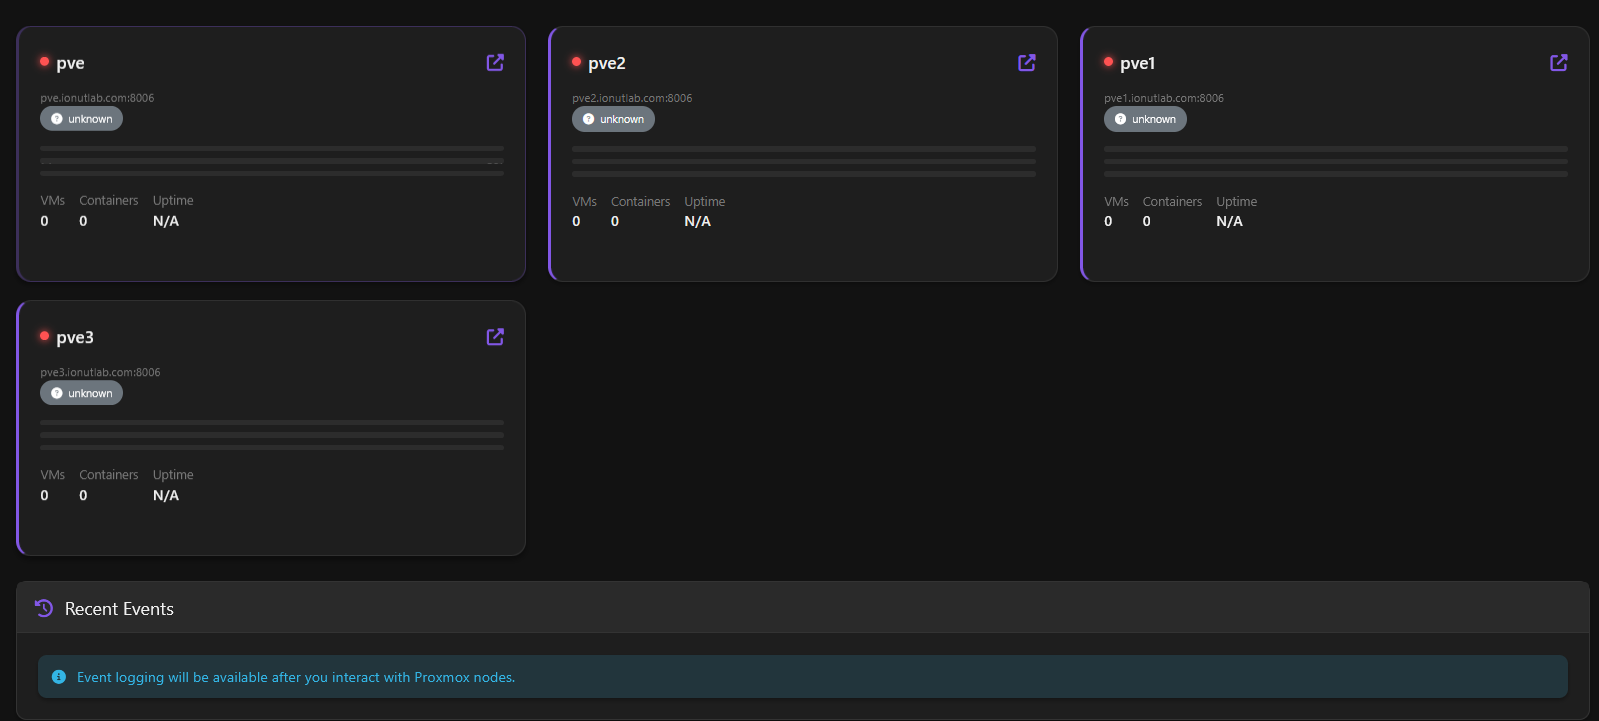 pve
pve.ionutlab.com:8006
unknown
VMs Containers Uptime
0 0 N/A
pve2
pve2.ionutlab.com:8006
unknown
VMs Containers Uptime
0 0 N/A
pve1
pve1.ionutlab.com:8006
unknown
VMs Containers Uptime
0 0 N/A
pve3
pve3.ionutlab.com:8006
unknown
VMs Containers Uptime
0 0 N/A
Recent Events
Event logging will be available after you interact with Proxmox nodes.